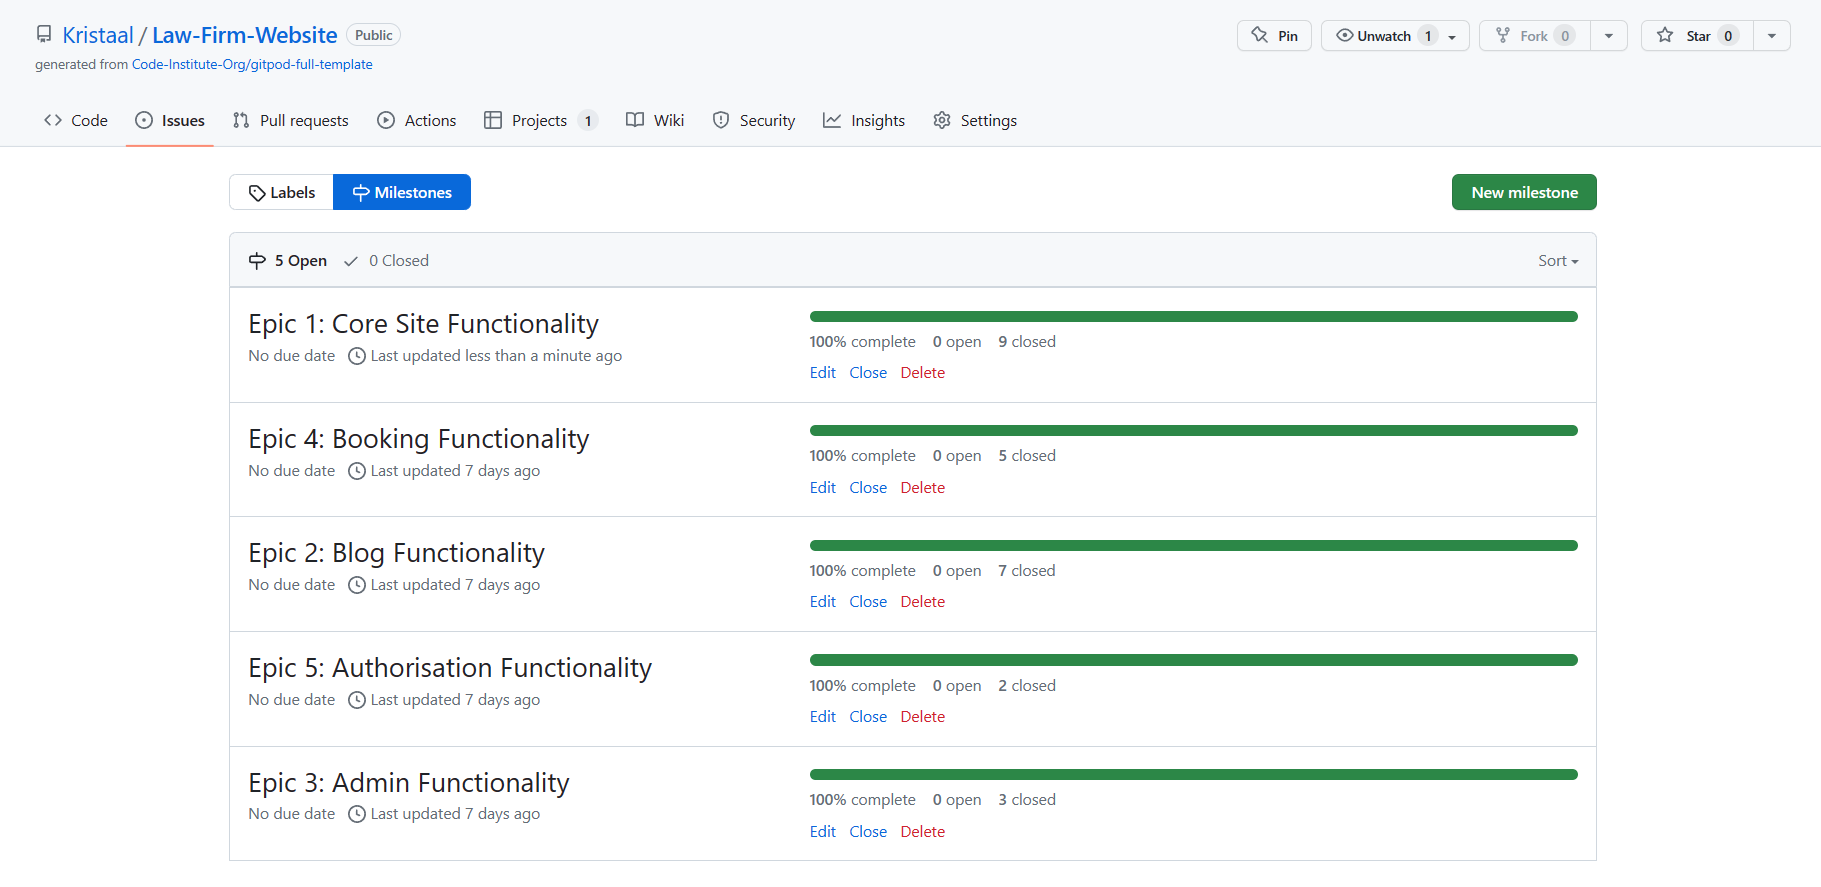 Kristaal / Law-Firm-Website Public
Pin Unwatch 1 Fork 0 Star 0
generated from Code-Institute-Org/gitpod-full-template
Code Issues Pull requests Actions Projects 1 Wiki Security Insights Settings
Labels Milestones New milestone
5 Open 0 Closed Sort
Epic 1: Core Site Functionality
No due date Last updated less than a minute ago
100% complete 0 open 9 closed
Edit Close Delete
Epic 4: Booking Functionality
No due date Last updated 7 days ago
100% complete 0 open 5 closed
Edit Close Delete
Epic 2: Blog Functionality
No due date Last updated 7 days ago
100% complete 0 open 7 closed
Edit Close Delete
Epic 5: Authorisation Functionality
No due date Last updated 7 days ago
100% complete 0 open 2 closed
Edit Close Delete
Epic 3: Admin Functionality
No due date Last updated 7 days ago
100% complete 0 open 3 closed
Edit Close Delete